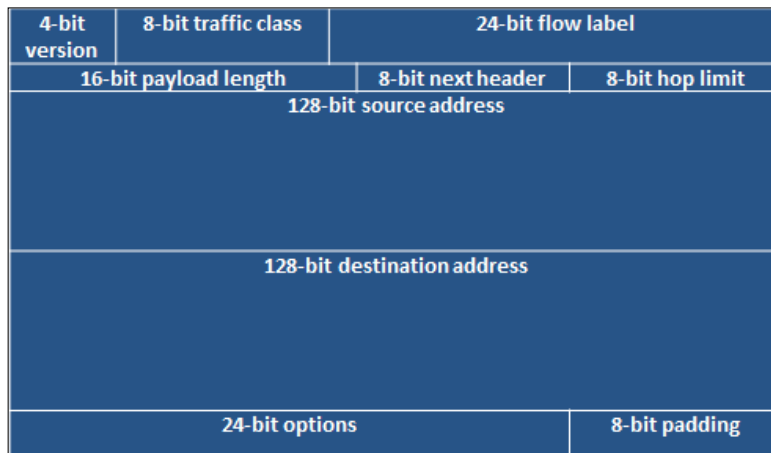 4-bit 8-bit traffic class 24-bit flow label
version
16-bit payload length 8-bit next header 8-bit hop limit
128-bit source address
128-bit destination address
24-bit options 8-bit padding